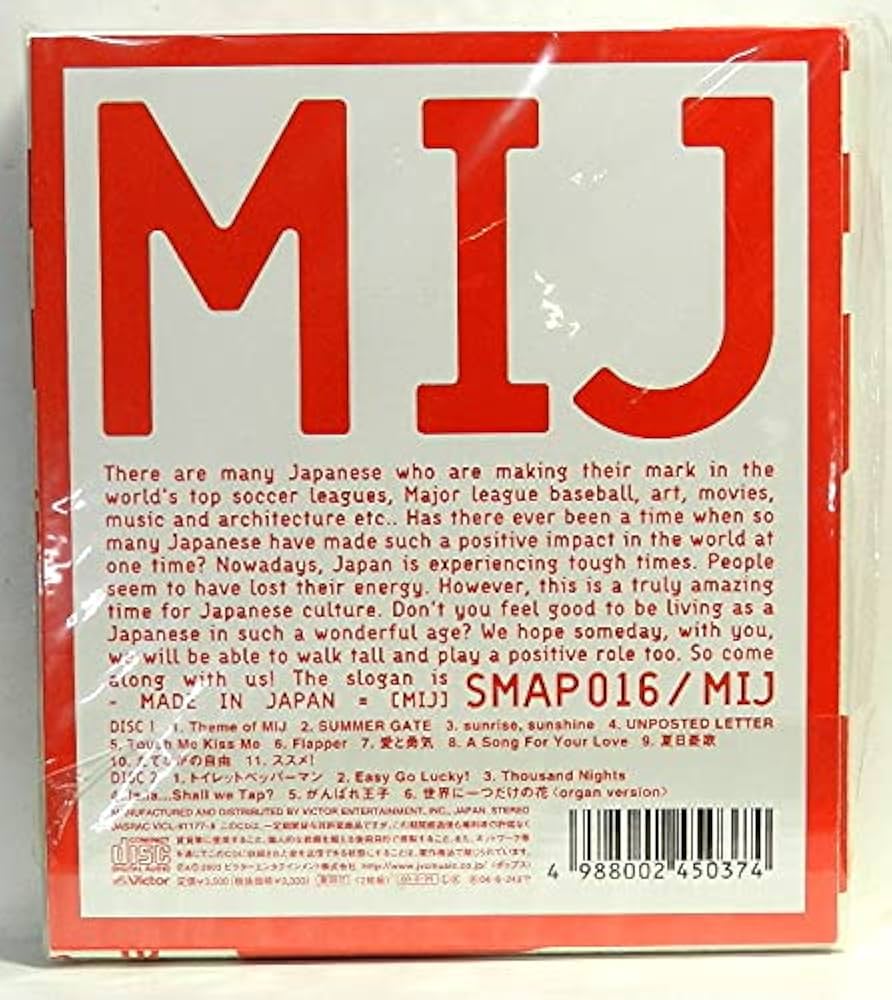 MIJ
There are many Japanese who are making their mark in the
world's top soccer leagues, Major league baseball, art, movies,
music and architecture etc.. Has there ever been a time when so
many Japanese have made such a positive impact in the world at
one time? Nowadays, Japan is experiencing tough times. People
seem to have lost their energy. However, this is a truly amazing
time for Japanese culture. Don't you feel good to be living as a
Japanese in such a wonderful age? We hope someday, with you,
we will be able to walk tall and play a positive role too. So come
along with us! The slogan is
- MADE IN JAPAN = [MIJ] SMAP016/MIJ
DISC 1 1. Theme of MIJ 2. SUMMER GATE 3. sunrise, sunshine 4. UNPOSTED LETTER
5. Touch Me Kiss Me 6. Flapper 7. 愛と勇気 8. A Song For Your Love 9. 夏日憂歌
10. たてながの自由 11. ススメ!
DISC 2 1. トイレットペッパーマン 2. Easy Go Lucky! 3. Thousand Nights
Shall we Tap? 5. がんばれ王子 6. 世界に一つだけの花 (organ version)
MANUFACTURED AND DISTRIBUTED BY VICTOR ENTERTAINMENT, INC., JAPAN. STEREO
COMPACT disc DIGITAL AUDIO
Victor
4 988002 450374